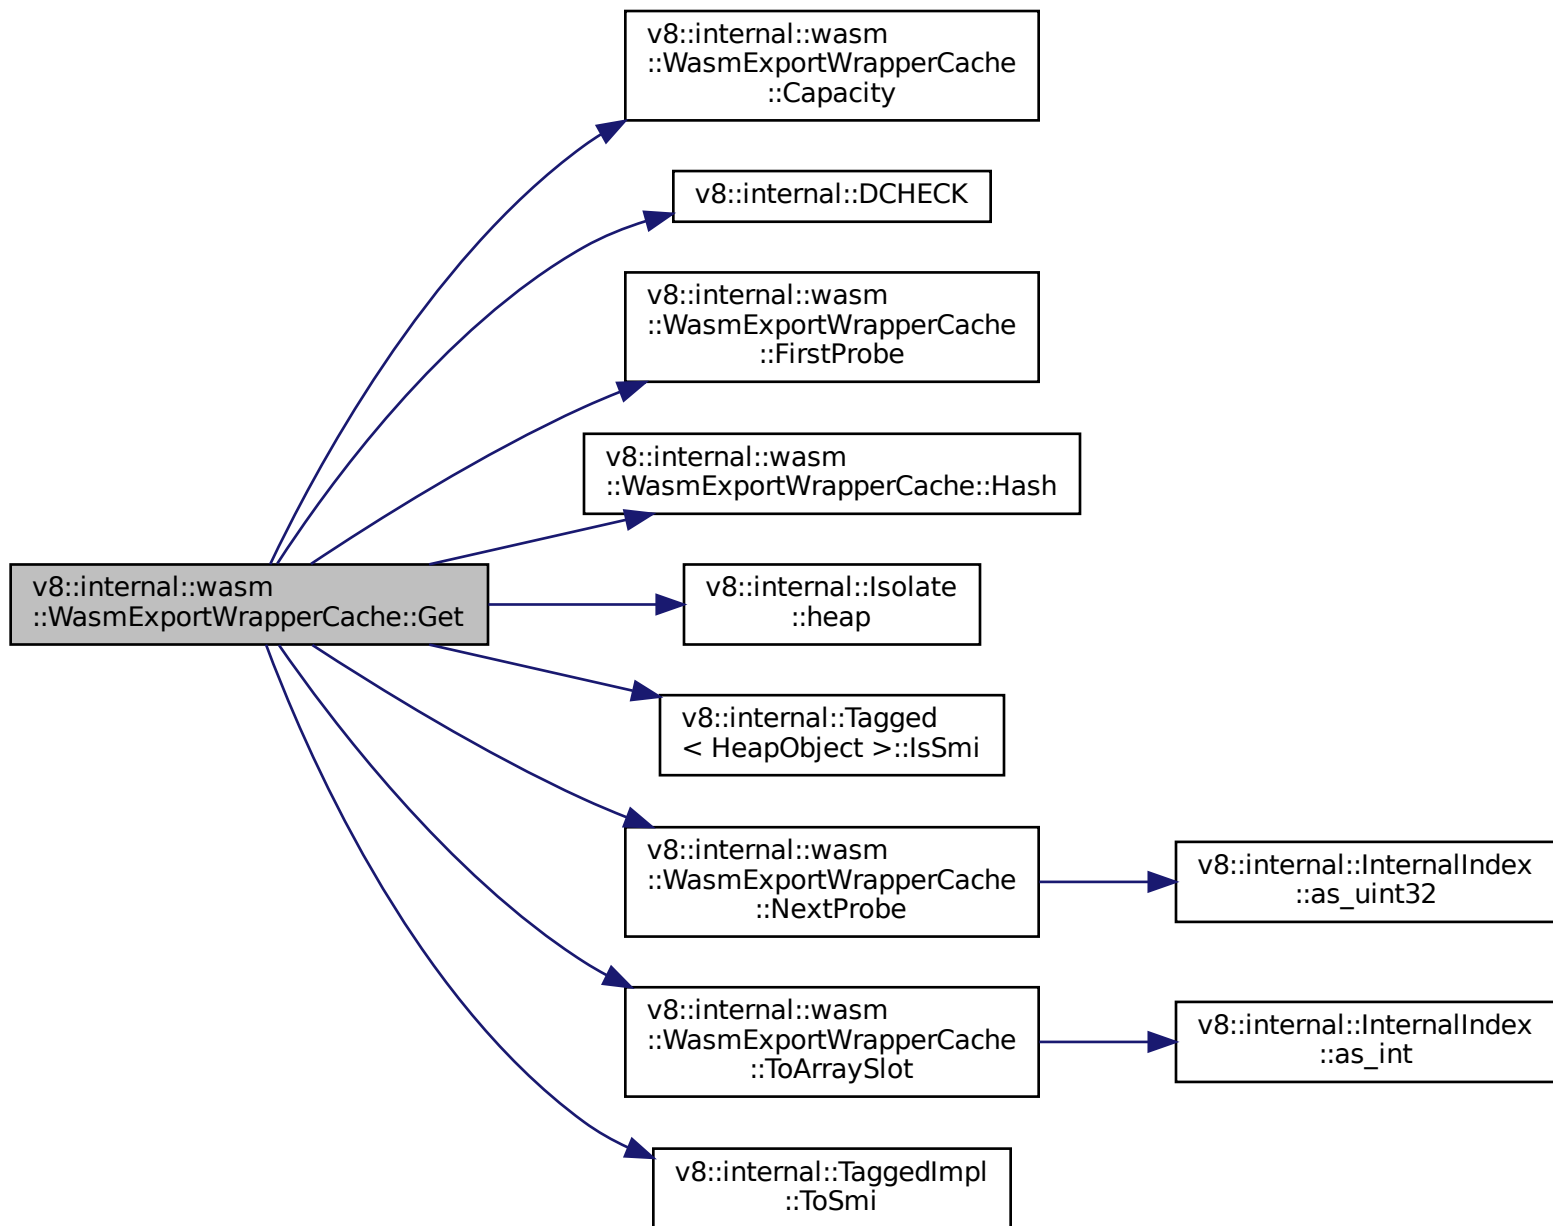 v8::internal::wasm
::WasmExportWrapperCache
::Capacity
v8::internal::DCHECK
v8::internal::wasm
::WasmExportWrapperCache
::FirstProbe
v8::internal::wasm
::WasmExportWrapperCache::Hash
v8::internal::wasm
::WasmExportWrapperCache::Get
v8::internal::Isolate
::heap
v8::internal::Tagged
< HeapObject >::IsSmi
v8::internal::wasm
::WasmExportWrapperCache
::NextProbe
v8::internal::InternalIndex
::as_uint32
v8::internal::wasm
::WasmExportWrapperCache
::ToArraySlot
v8::internal::InternalIndex
::as_int
v8::internal::TaggedImpl
::ToSmi